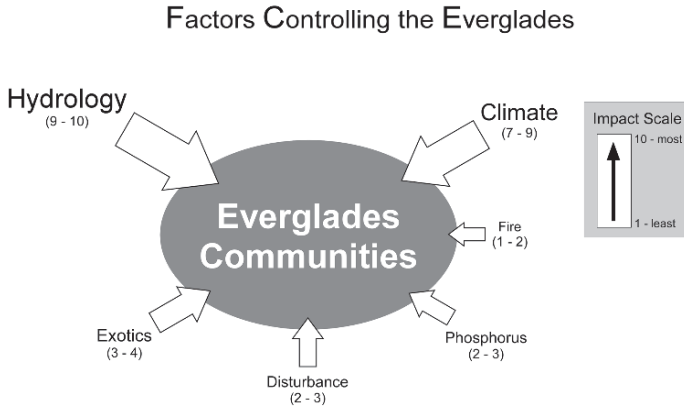 Factors Controlling the Everglades
Hydrology
(9 - 10)
Climate
(7 - 9)
Impact Scale
10 - most
1 - least
Everglades
Communities
Fire
(1 - 2)
Exotics
(3 - 4)
Phosphorus
(2 - 3)
Disturbance
(2 - 3)